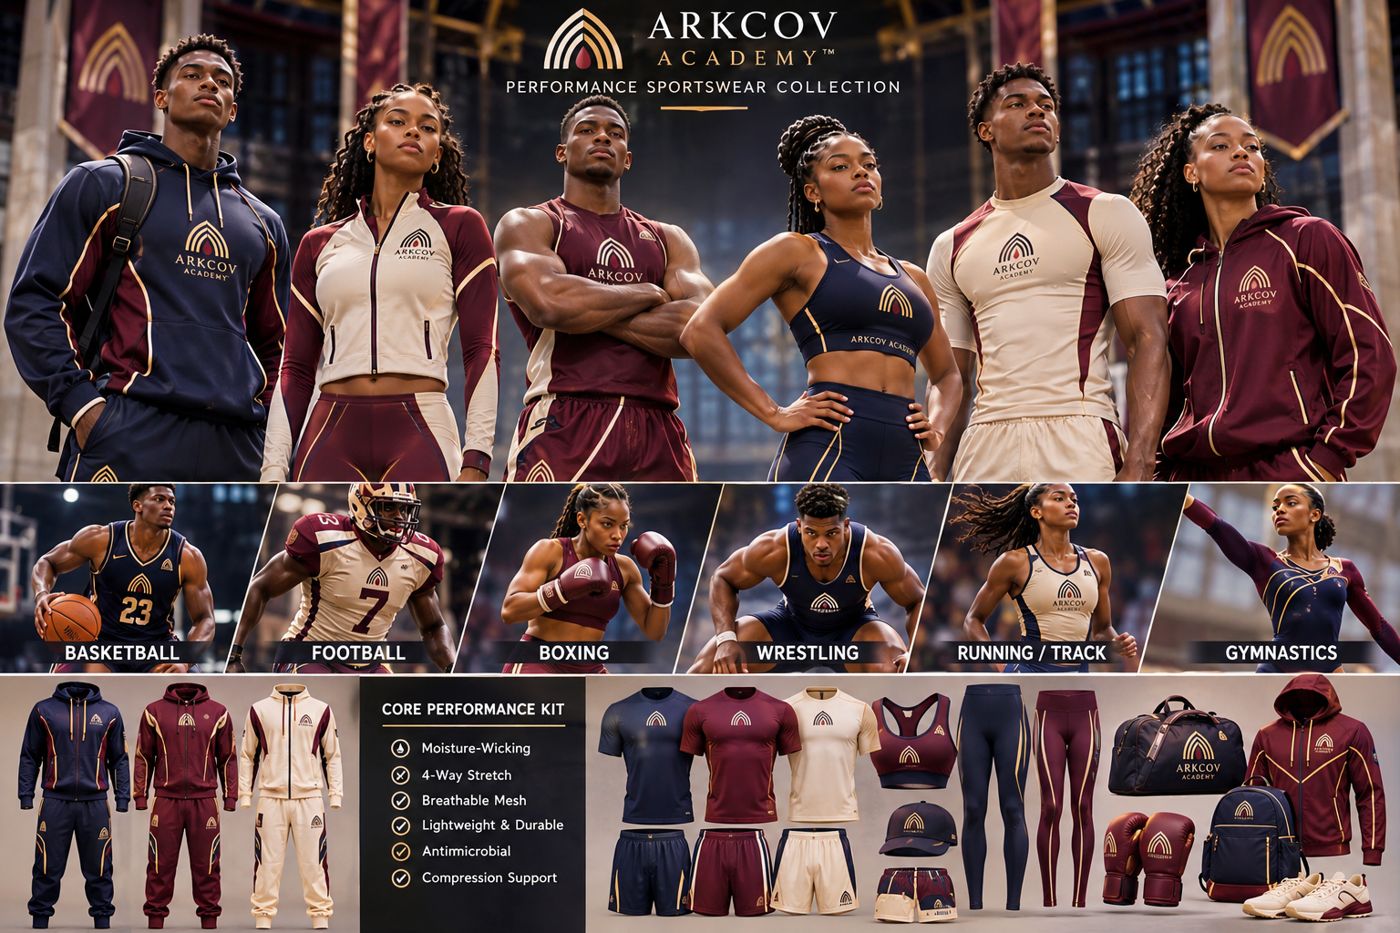 ARKCOV
ACADEMY™
PERFORMANCE SPORTSWEAR COLLECTION
ARKCOV
ACADEMY
ARKCOV
ACADEMY
ARKCOV
ARKCOV ACADEMY
ARKCOV
ACADEMY
ARKCOV
ACADEMY
23
7
ARKCOV
BASKETBALL
FOOTBALL
BOXING
WRESTLING
RUNNING / TRACK
GYMNASTICS
CORE PERFORMANCE KIT
Moisture-Wicking
4-Way Stretch
Breathable Mesh
Lightweight & Durable
Antimicrobial
Compression Support
ARKCOV
ACADEMY